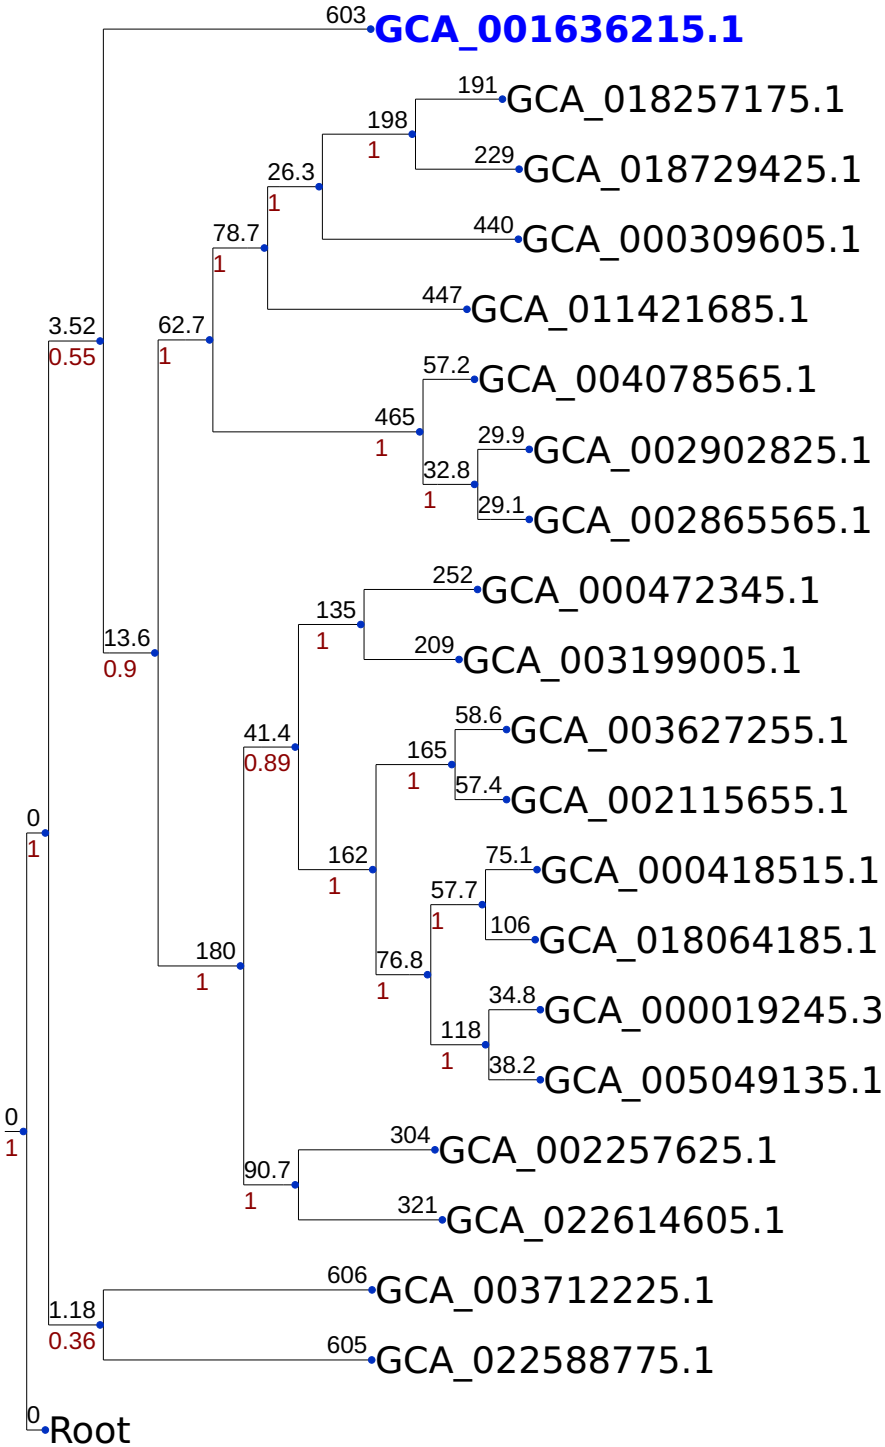 603
GCA_001636215.1
191
GCA_018257175.1
198
1
229
GCA_018729425.1
26.3
1
440
GCA_000309605.1
78.7
1
447
GCA_011421685.1
3.52
0.55
62.7
1
57.2
GCA_004078565.1
465
1
29.9
GCA_002902825.1
32.8
1
29.1
GCA_002865565.1
252
GCA_000472345.1
135
1
13.6
0.9
209
GCA_003199005.1
58.6
GCA_003627255.1
41.4
0.89
165
1
57.4
GCA_002115655.1
0
1
162
1
75.1
GCA_000418515.1
57.7
1
106
GCA_018064185.1
180
1
76.8
1
34.8
GCA_000019245.3
118
1
38.2
GCA_005049135.1
0
1
304
GCA_002257625.1
90.7
1
321
GCA_022614605.1
606
GCA_003712225.1
1.18
0.36
605
GCA_022588775.1
0
Root